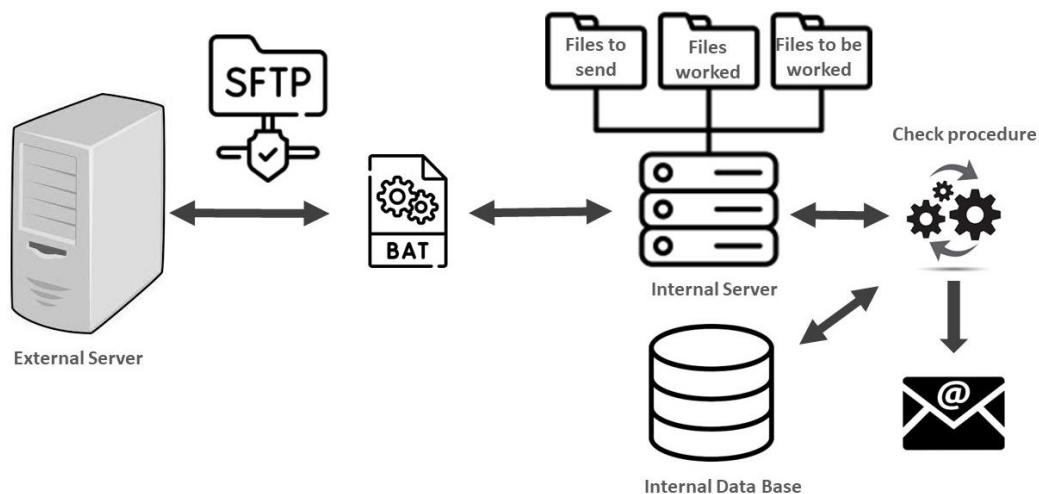 SFTP
Files to
send
Files
worked
Files to be
worked
Check procedure
BAT
Internal Server
External Server
@
Internal Data Base